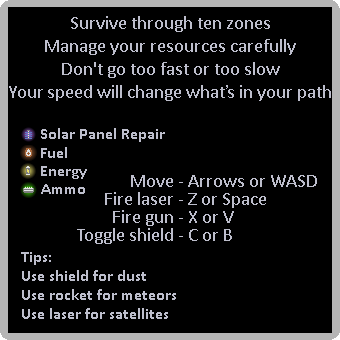 Survive through ten zones
Manage your resources carefully
Don't go too fast or too slow
Your speed will change what's in your path
Solar Panel Repair
Fuel
Energy
Ammo
Move - Arrows or WASD
Fire laser - Z or Space
Fire gun - X or V
Toggle shield - C or B
Tips:
Use shield for dust
Use rocket for meteors
Use laser for satellites